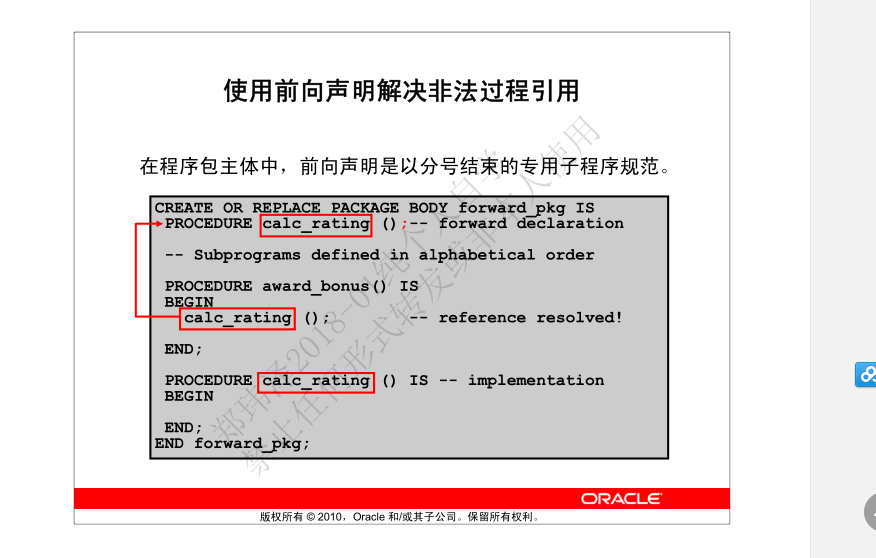 使用前向声明解决非法过程引用
在程序包主体中，前向声明是以分号结束的专用子程序规范。
CREATE OR REPLACE PACKAGE BODY forward_pkg IS
PROCEDURE calc_rating ();-- forward declaration
-- Subprograms defined in alphabetical order
PROCEDURE award_bonus() IS
BEGIN
calc_rating (); -- reference resolved!
END;
PROCEDURE calc_rating () IS -- implementation
BEGIN
END;
END forward_pkg;
ORACLE
版权所有 © 2010，Oracle 和/或其子公司。保留所有权利。